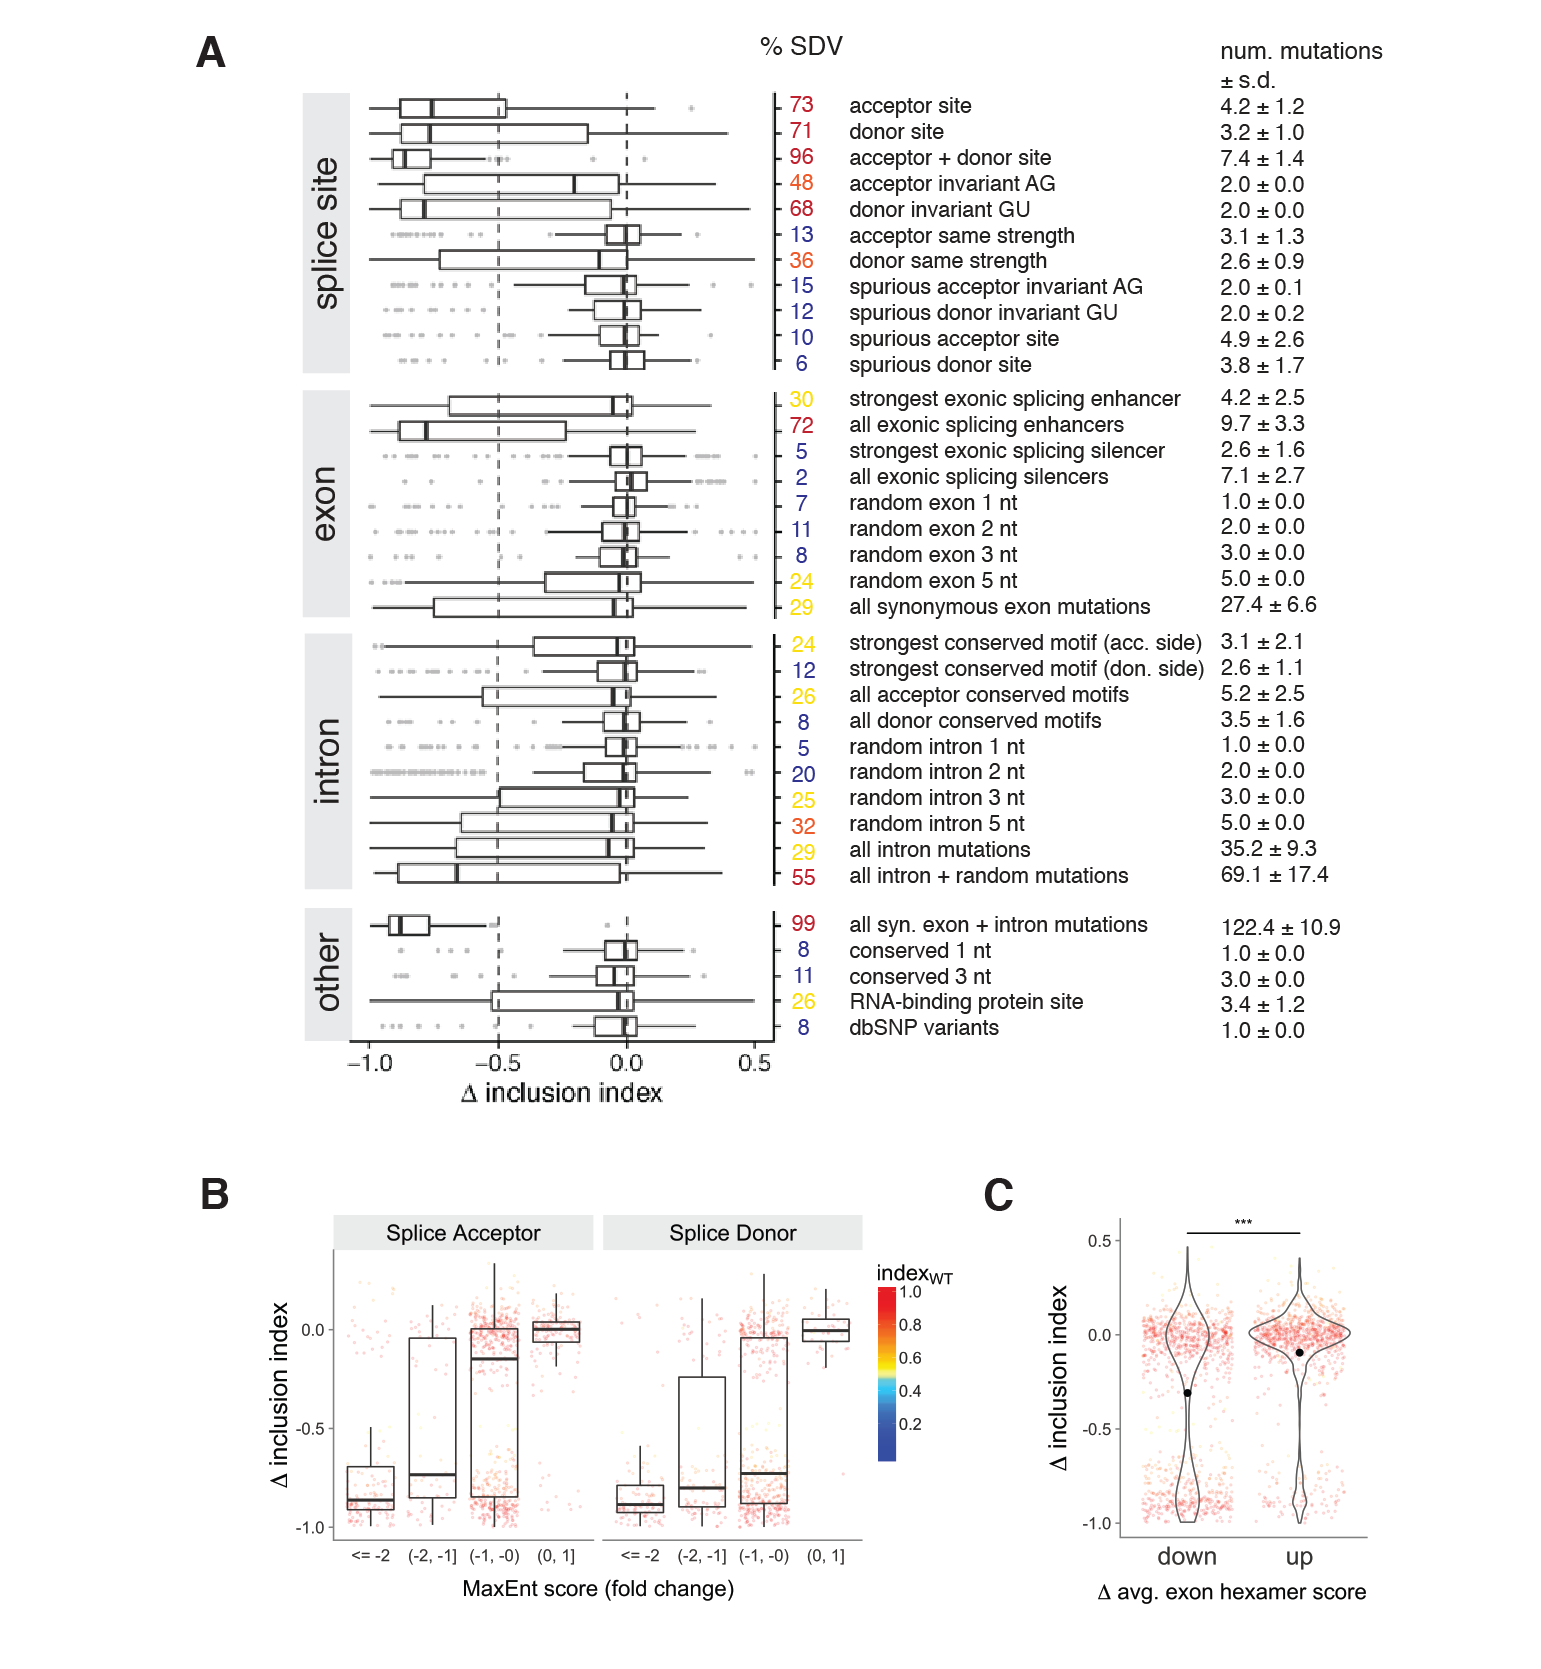 A
% SDV
num. mutations
± s.d.
splice site
73 acceptor site 4.2 ± 1.2
71 donor site 3.2 ± 1.0
96 acceptor + donor site 7.4 ± 1.4
48 acceptor invariant AG 2.0 ± 0.0
68 donor invariant GU 2.0 ± 0.0
13 acceptor same strength 3.1 ± 1.3
36 donor same strength 2.6 ± 0.9
15 spurious acceptor invariant AG 2.0 ± 0.1
12 spurious donor invariant GU 2.0 ± 0.2
10 spurious acceptor site 4.9 ± 2.6
6 spurious donor site 3.8 ± 1.7
exon
30 strongest exonic splicing enhancer 4.2 ± 2.5
72 all exonic splicing enhancers 9.7 ± 3.3
5 strongest exonic splicing silencer 2.6 ± 1.6
2 all exonic splicing silencers 7.1 ± 2.7
7 random exon 1 nt 1.0 ± 0.0
11 random exon 2 nt 2.0 ± 0.0
8 random exon 3 nt 3.0 ± 0.0
24 random exon 5 nt 5.0 ± 0.0
29 all synonymous exon mutations 27.4 ± 6.6
intron
24 strongest conserved motif (acc. side) 3.1 ± 2.1
12 strongest conserved motif (don. side) 2.6 ± 1.1
26 all acceptor conserved motifs 5.2 ± 2.5
8 all donor conserved motifs 3.5 ± 1.6
5 random intron 1 nt 1.0 ± 0.0
20 random intron 2 nt 2.0 ± 0.0
25 random intron 3 nt 3.0 ± 0.0
32 random intron 5 nt 5.0 ± 0.0
29 all intron mutations 35.2 ± 9.3
55 all intron + random mutations 69.1 ± 17.4
other
99 all syn. exon + intron mutations 122.4 ± 10.9
8 conserved 1 nt 1.0 ± 0.0
11 conserved 3 nt 3.0 ± 0.0
26 RNA-binding protein site 3.4 ± 1.2
8 dbSNP variants 1.0 ± 0.0
−1.0 −0.5 0.0 0.5
Δ inclusion index
B
Splice Acceptor Splice Donor
Δ inclusion index
0.0
-0.5
-1.0
<= -2 (-2, -1] (-1, -0) (0, 1] <= -2 (-2, -1] (-1, -0) (0, 1]
MaxEnt score (fold change)
indexWT
1.0
0.8
0.6
0.4
0.2
C
***
Δ inclusion index
0.5
0.0
-0.5
-1.0
down up
Δ avg. exon hexamer score